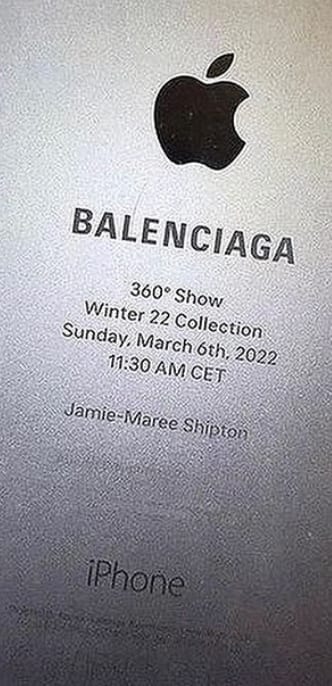 BALENCIAGA
360° Show
Winter 22 Collection
Sunday, March 6th, 2022
11:30 AM CET
Jamie-Maree Shipton
iPhone